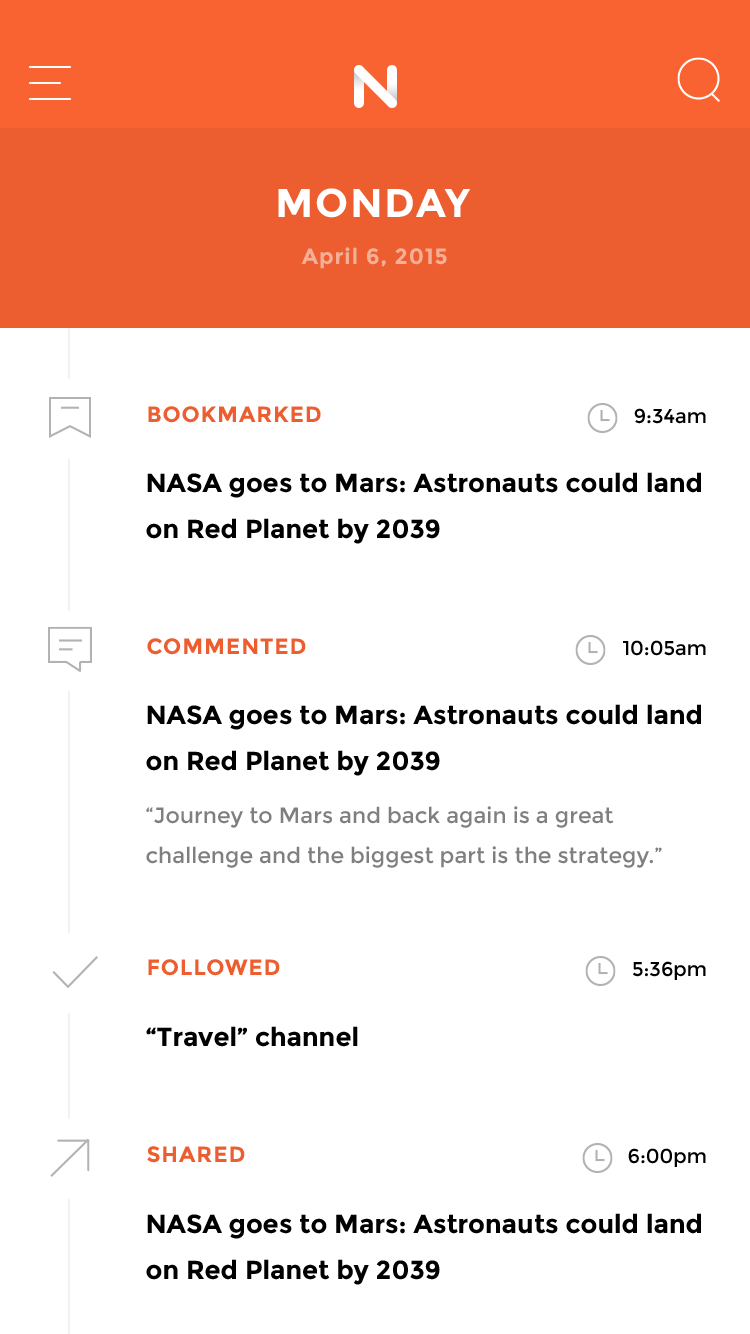 N
MONDAY
April 6, 2015
BOOKMARKED 9:34am
NASA goes to Mars: Astronauts could land
on Red Planet by 2039
COMMENTED 10:05am
NASA goes to Mars: Astronauts could land
on Red Planet by 2039
“Journey to Mars and back again is a great
challenge and the biggest part is the strategy.”
FOLLOWED 5:36pm
“Travel” channel
SHARED 6:00pm
NASA goes to Mars: Astronauts could land
on Red Planet by 2039